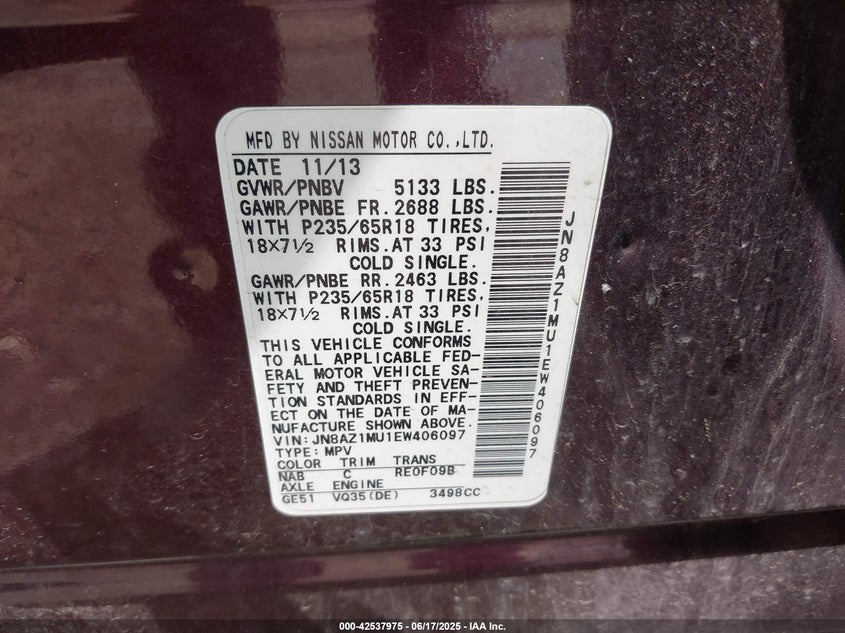 MFD BY NISSAN MOTOR CO.,LTD.
DATE 11/13
GVWR/PNBV 5133 LBS.
GAWR/PNBE FR. 2688 LBS.
WITH P235/65R18 TIRES,
18×7½ RIMS. AT 33 PSI
COLD SINGLE.
GAWR/PNBE RR. 2463 LBS.
WITH P235/65R18 TIRES,
18×7½ RIMS. AT 33 PSI
COLD SINGLE.
THIS VEHICLE CONFORMS
TO ALL APPLICABLE FED-
ERAL MOTOR VEHICLE SA-
FETY AND THEFT PREVEN-
TION STANDARDS IN EFF-
ECT ON THE DATE OF MA-
NUFACTURE SHOWN ABOVE.
VIN:JN8AZ1MU1EW406097
TYPE:MPV
COLOR TRIM TRANS
NAB C RE0F09B
AXLE ENGINE
GE51 VQ35(DE) 3498CC
JN8AZ1MU1EW406097
000-42537975 - 06/17/2025 - IAA Inc.